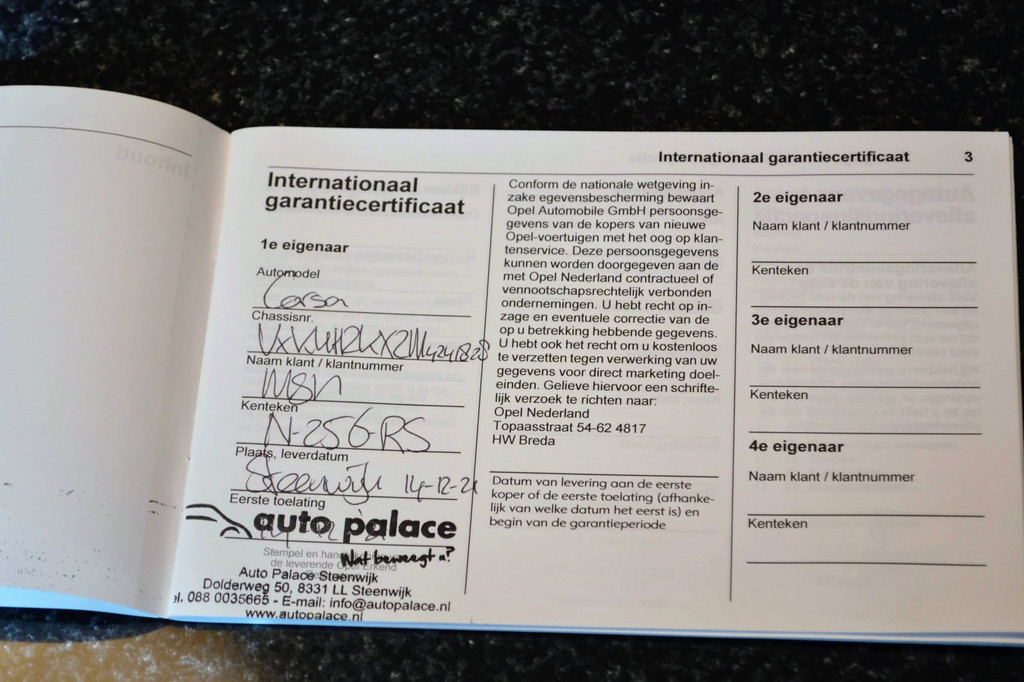 Internationaal garantiecertificaat 3
Internationaal
garantiecertificaat
1e eigenaar
Automodel
Corsa
Chassisnr.
Naam klant / klantnummer
MSN
Kenteken
N-256-RS
Plaats, leverdatum
Steenwijk 14-12-21
Eerste toelating
auto palace
Wat beweegt u?
Stempel en
de leverende Opel Erkend
Auto Palace Steenwijk
Dolderweg 50, 8331 LL Steenwijk
el. 088 0035665 - E-mail: info@autopalace.nl
www.autopalace.nl
Conform de nationale wetgeving in-
zake egevensbescherming bewaart
Opel Automobile GmbH persoonsge-
gevens van de kopers van nieuwe
Opel-voertuigen met het oog op klan-
tenservice. Deze persoonsgegevens
kunnen worden doorgegeven aan de
met Opel Nederland contractueel of
vennootschapsrechtelijk verbonden
ondernemingen. U hebt recht op in-
zage en eventuele correctie van de
op u betrekking hebbende gegevens.
U hebt ook het recht om u kostenloos
te verzetten tegen verwerking van uw
gegevens voor direct marketing doel-
einden. Gelieve hiervoor een schrifte-
lijk verzoek te richten naar:
Opel Nederland
Topaasstraat 54-62 4817
HW Breda
Datum van levering aan de eerste
koper of de eerste toelating (afhanke-
lijk van welke datum het eerst is) en
begin van de garantieperiode
2e eigenaar
Naam klant / klantnummer
Kenteken
3e eigenaar
Naam klant / klantnummer
Kenteken
4e eigenaar
Naam klant / klantnummer
Kenteken